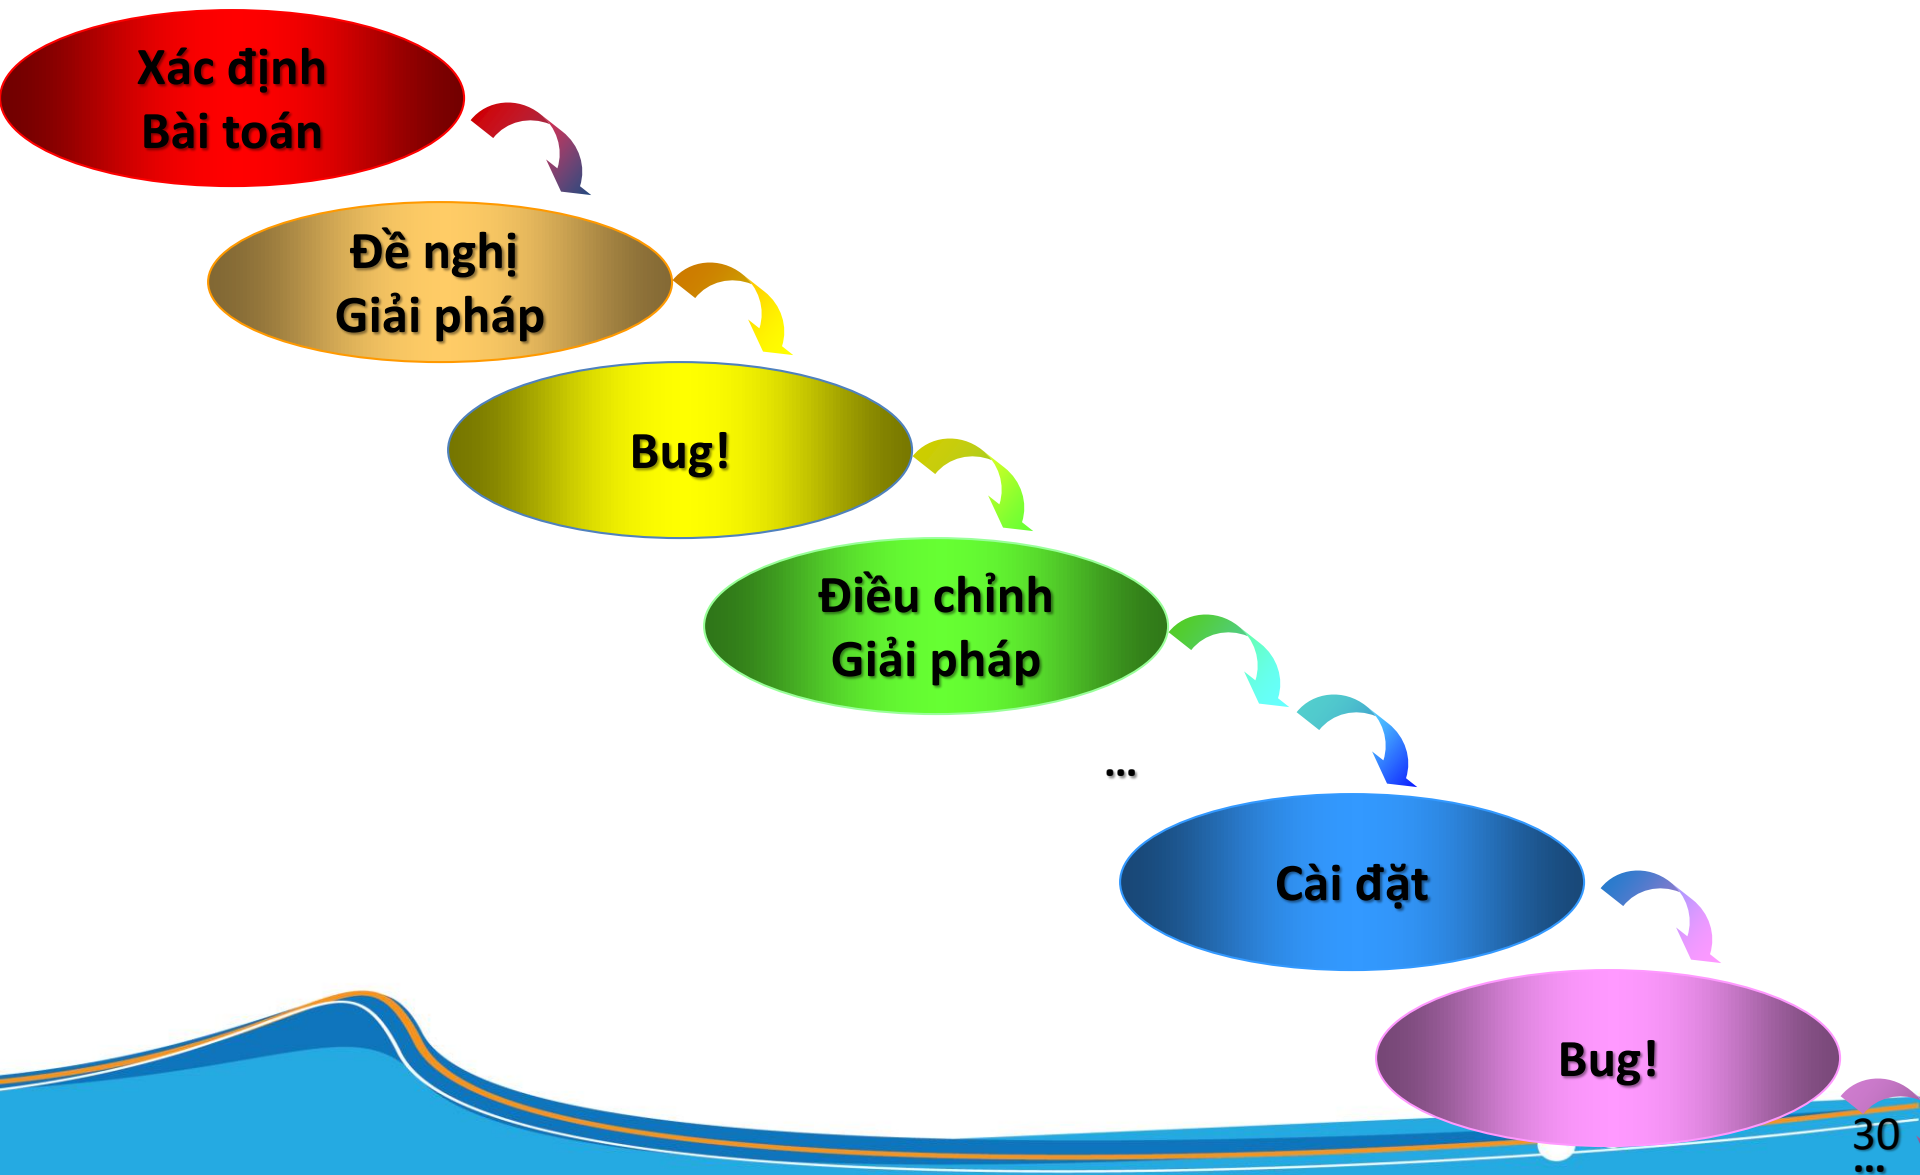 Xác định
Bài toán
Đề nghị
Giải pháp
Bug!
Điều chỉnh
Giải pháp
...
Cài đặt
Bug!
30
...